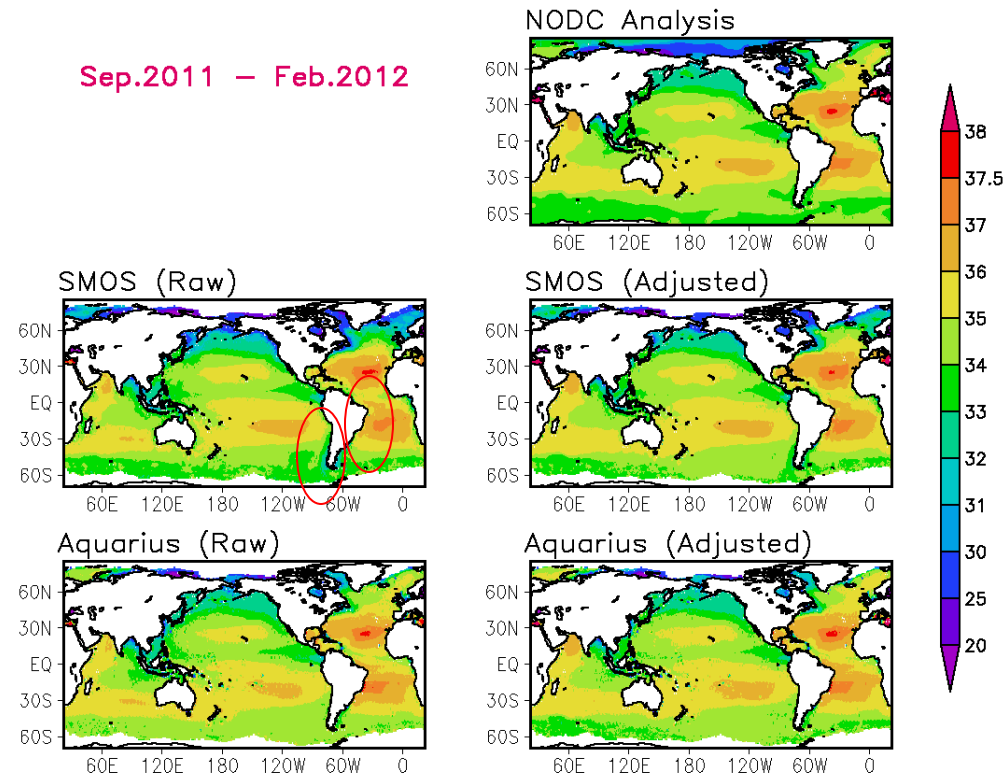 NODC Analysis
Sep.2011 – Feb.2012
60N
30N
EQ
30S
60S
60E 120E 180 120W 60W 0
38
37.5
37
36
35
34
33
32
31
30
25
20
SMOS (Raw)
60N
30N
EQ
30S
60S
60E 120E 180 120W 60W 0
SMOS (Adjusted)
60N
30N
EQ
30S
60S
60E 120E 180 120W 60W 0
Aquarius (Raw)
60N
30N
EQ
30S
60S
60E 120E 180 120W 60W 0
Aquarius (Adjusted)
60N
30N
EQ
30S
60S
60E 120E 180 120W 60W 0